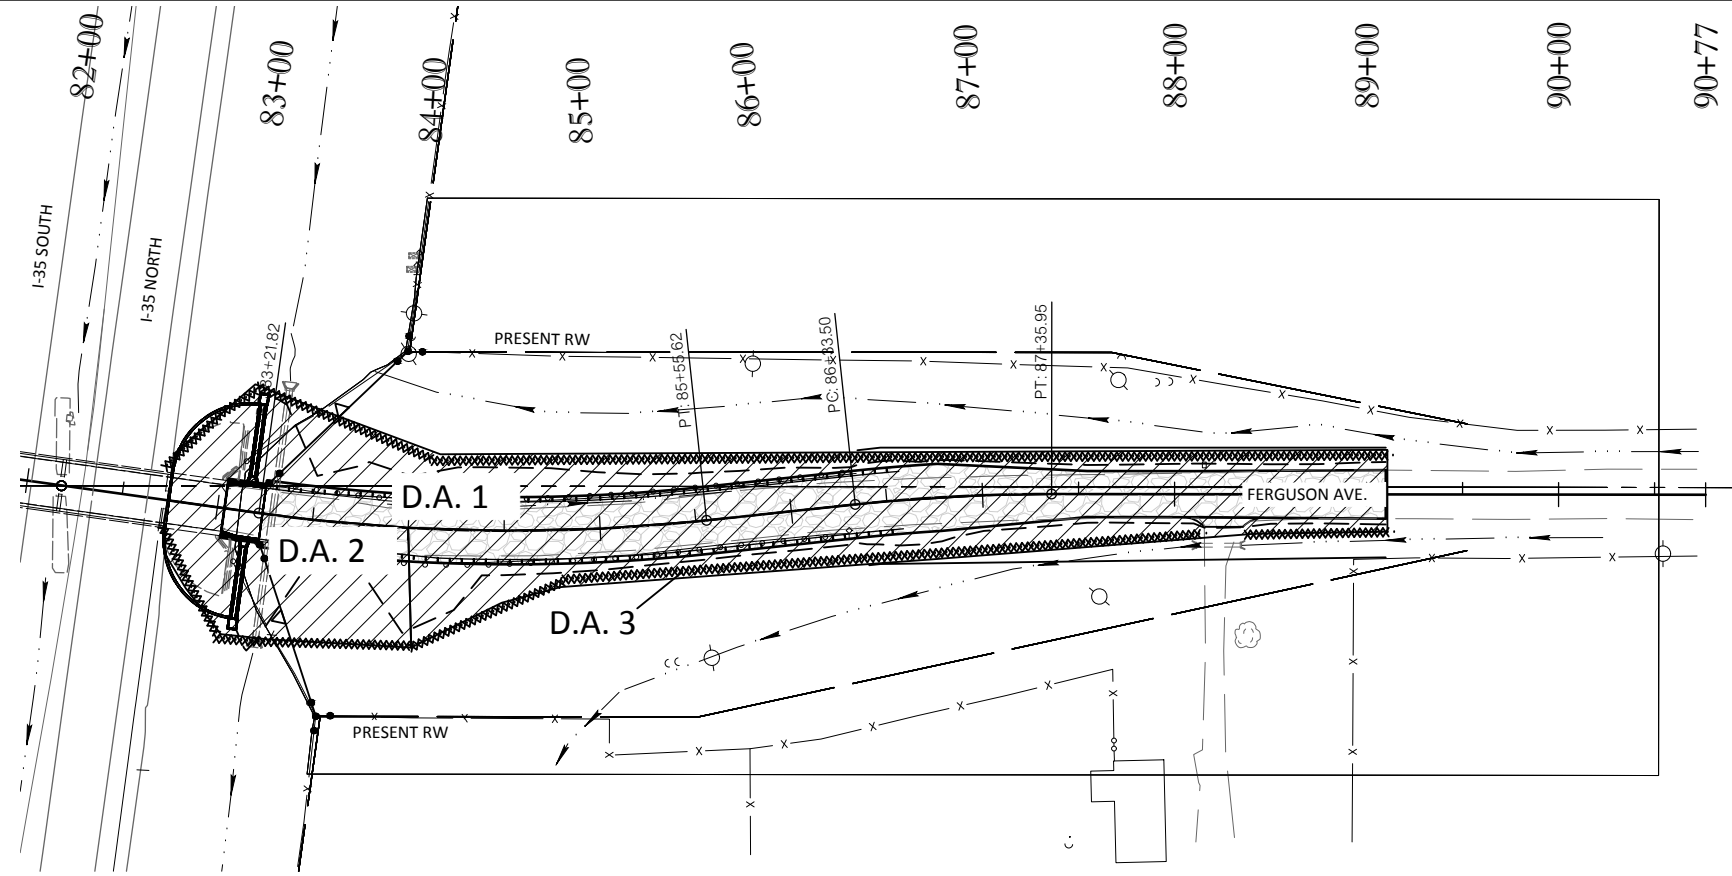 82+00
83+00
84+00
85+00
86+00
87+00
88+00
89+00
90+00
90+77
I-35 SOUTH
I-35 NORTH
83+21.82
PRESENT RW
PT: 85+55.62
PC: 86+33.50
PT: 87+35.95
D.A. 1
FERGUSON AVE.
D.A. 2
D.A. 3
PRESENT RW